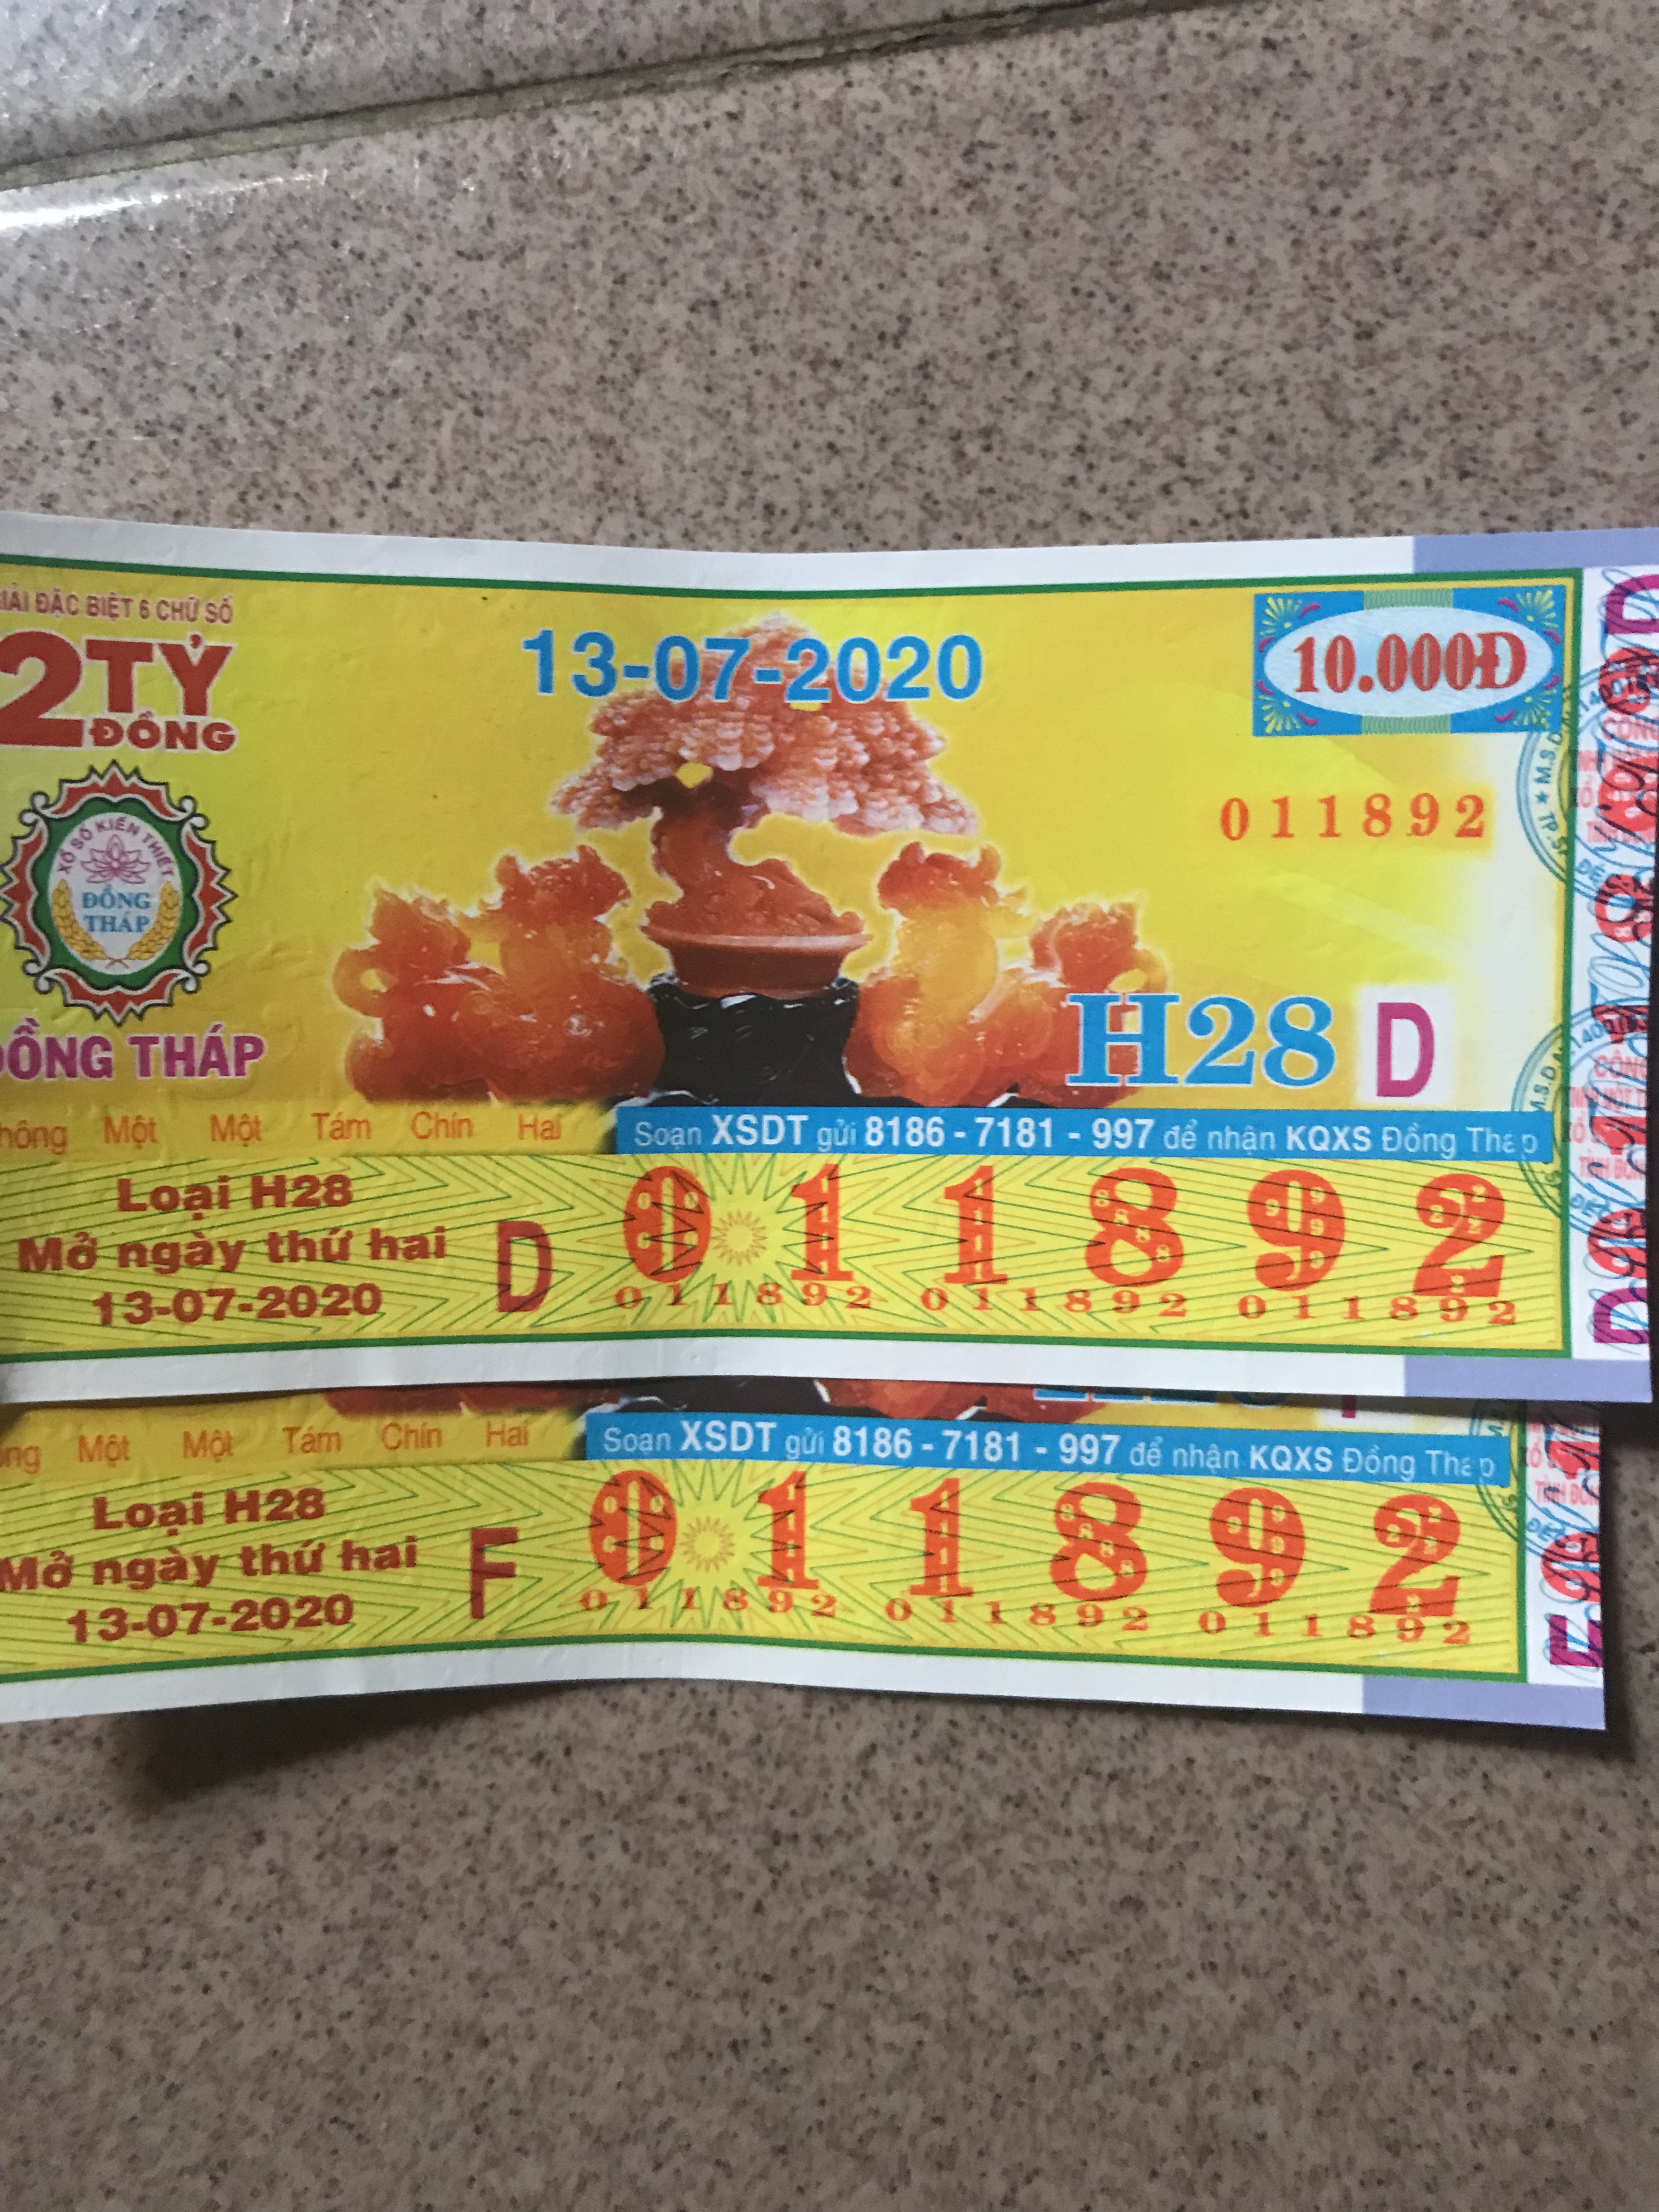 GIẢI ĐẶC BIỆT 6 CHỮ SỐ
2 TỶ
ĐỒNG
13-07-2020
10.000Đ
011892
XỔ SỐ KIẾN THIẾT
ĐỒNG
THÁP
ĐỒNG THÁP
H28 D
Một Một Tám Chín Hai
Soạn XSDT gửi 8186 - 7181 - 997 để nhận KQXS Đồng Tháp
Loại H28
Mở ngày thứ hai
13-07-2020
D
011892
011892 011892 011892
Một Một Tám Chín Hai
Soạn XSDT gửi 8186 - 7181 - 997 để nhận KQXS Đồng Tháp
Loại H28
Mở ngày thứ hai
13-07-2020
F
011892
011892 011892 011892